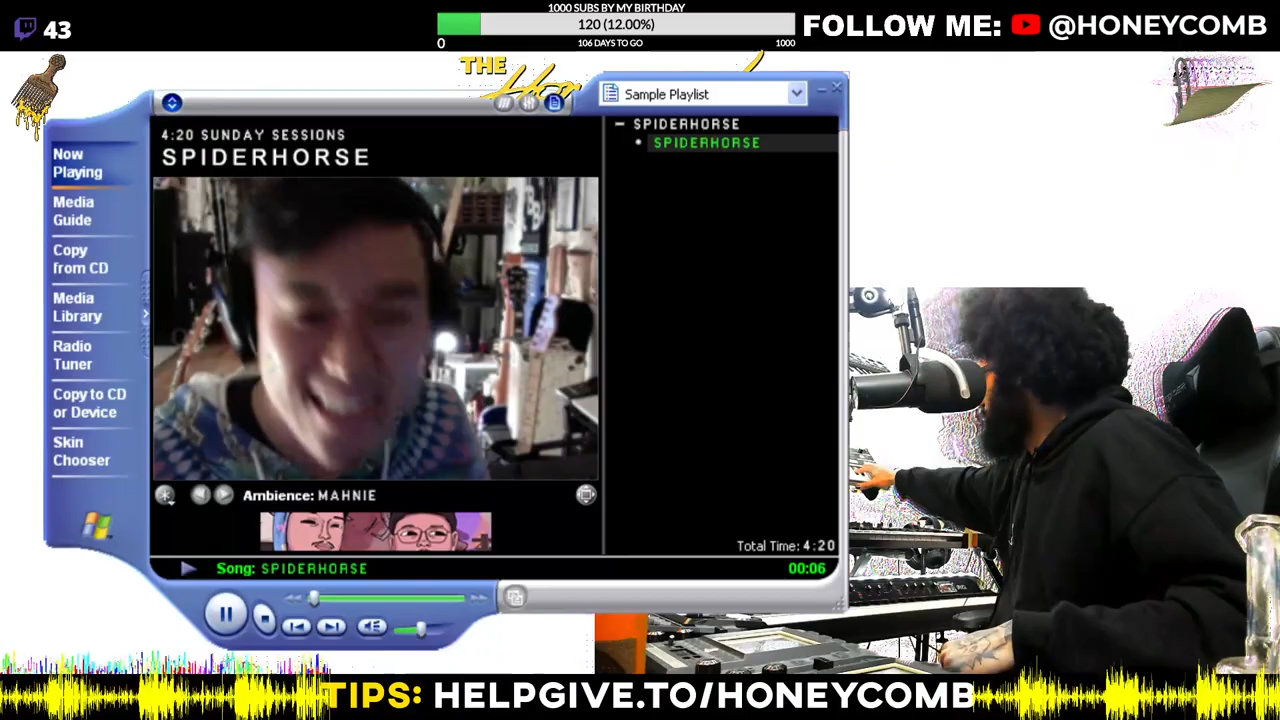 43
1000 SUBS BY MY BIRTHDAY
120 (12.00%)
0
106 DAYS TO GO
1000
FOLLOW ME: @HONEYCOMB
THE
Sample Playlist
4:20 SUNDAY SESSIONS
SPIDERHORSE
SPIDERHORSE
SPIDERHORSE
Now
Playing
Media
Guide
Copy
from CD
Media
Library
Radio
Tuner
Copy to CD
or Device
Skin
Chooser
Ambience: MAHNIE
Total Time: 4:20
Song: SPIDERHORSE
00:06
TIPS: HELPGIVE.TO/HONEYCOMB